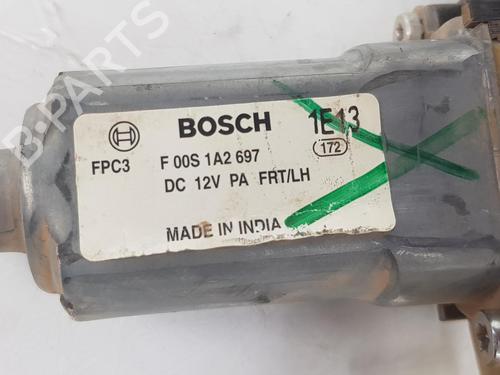 BOSCH 1E13
FPC3 F 00S 1A2 697 172
DC 12V PA FRT/LH
MADE IN INDIA
B-PARTS